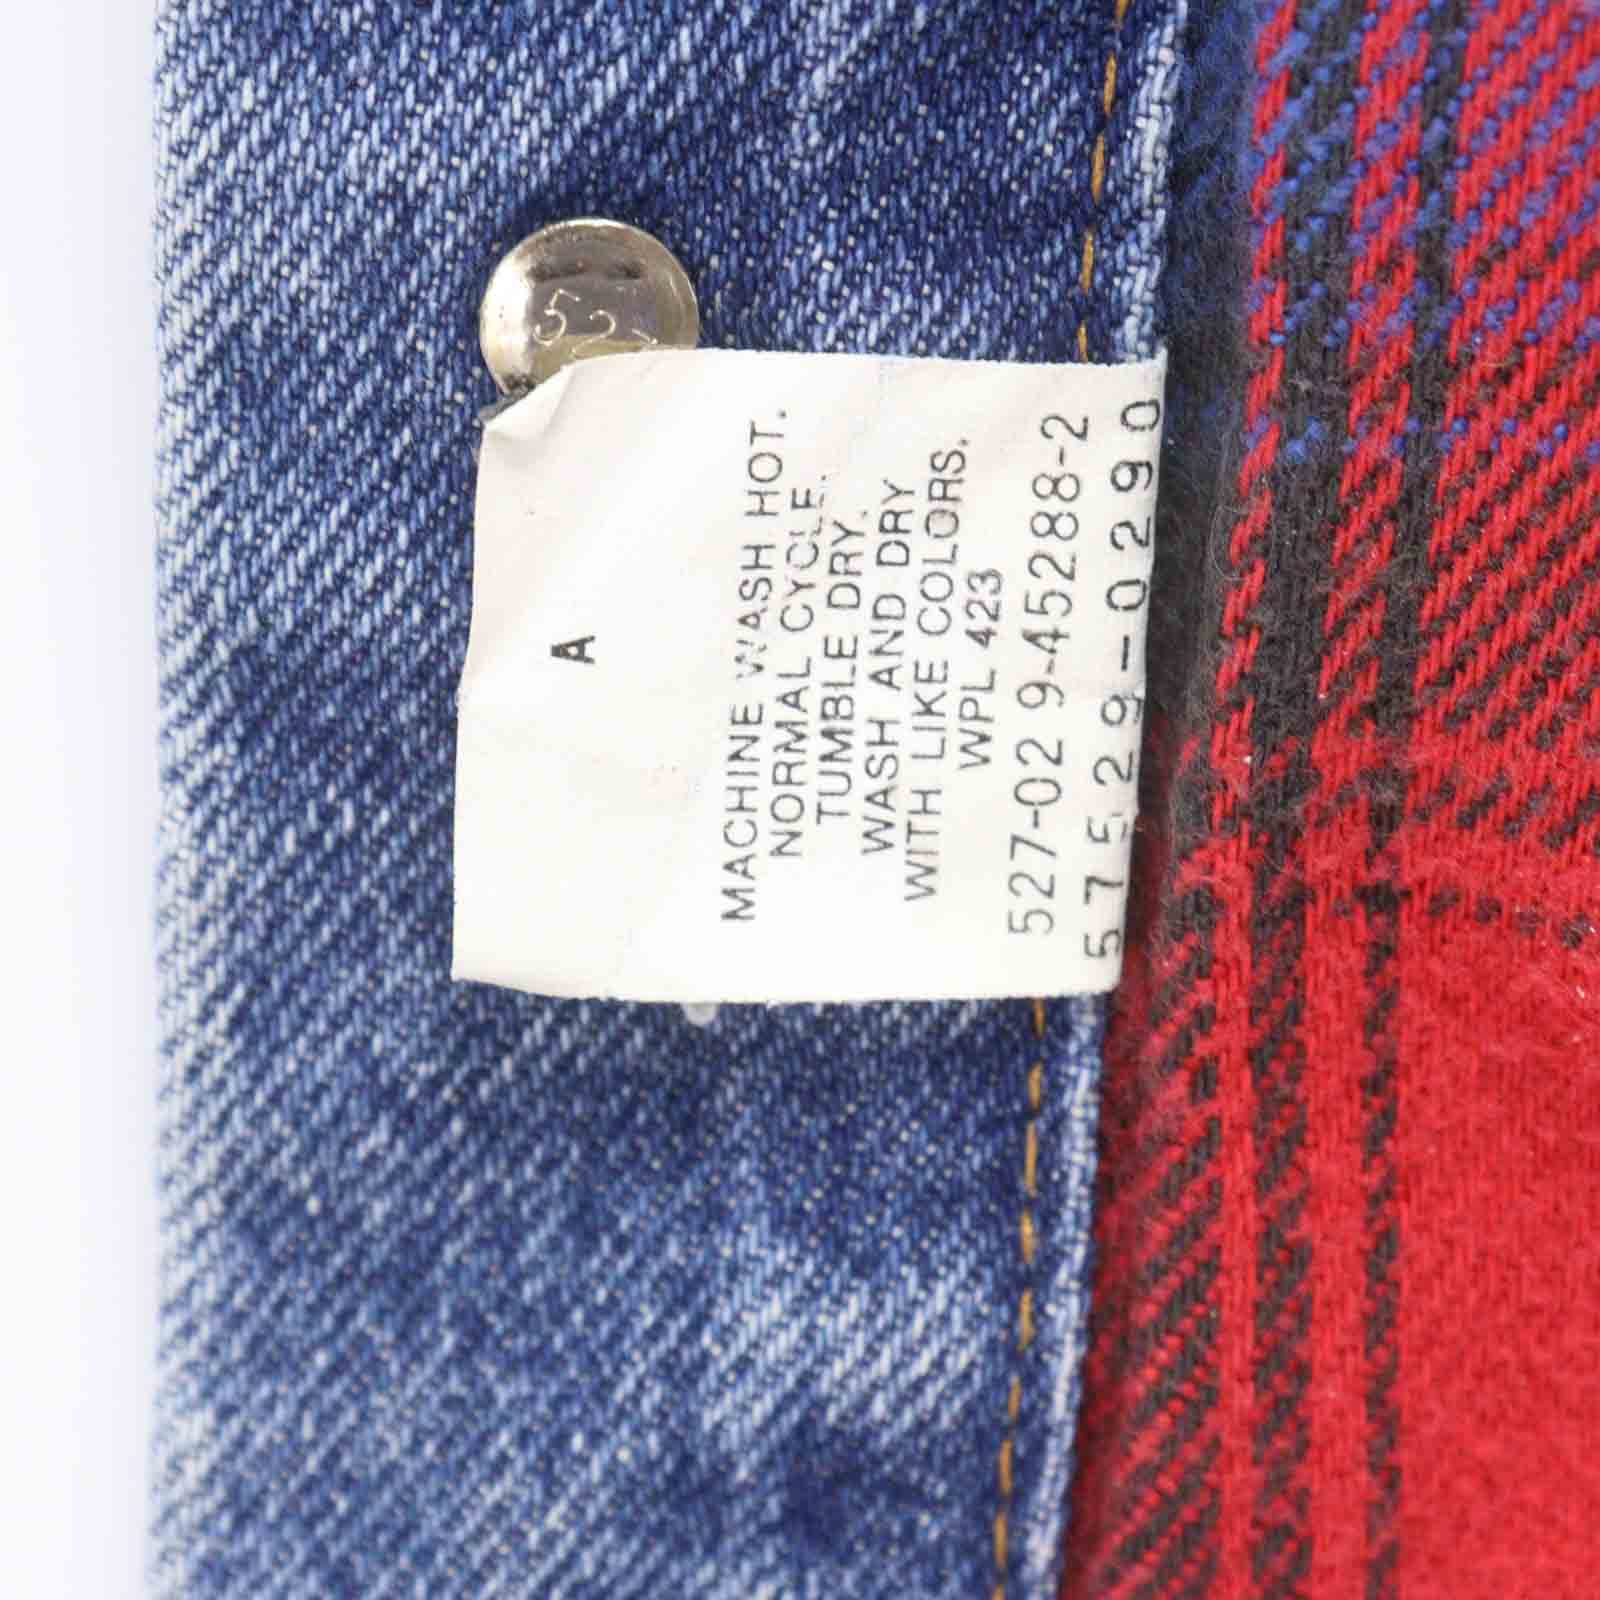 52
A
MACHINE WASH HOT.
NORMAL CYCLE.
TUMBLE DRY.
WASH AND DRY
WITH LIKE COLORS.
WPL 423
527-02 9-45288-2
57529-0290